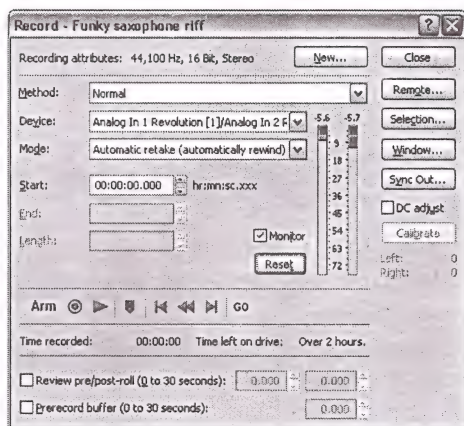 Record - Funky saxophone riff
Recording attributes: 44,100 Hz, 16 Bit, Stereo New... Close
Method: Normal Remote...
Device: Analog In 1 Revolution [1]/Analog In 2 F -5.6 -5.7 Selection...
Mode: Automatic retake (automatically rewind) 9 Window...
18
Start: 00:00:00.000 hr:mn:sc.xxx 27 Sync Out...
36
End: 45 DC adjust
Length: Monitor 54 Calibrate
63
Reset 72 Left: 0
Right: 0
Arm GO
Time recorded: 00:00:00 Time left on drive: Over 2 hours.
Review pre/post-roll (0 to 30 seconds): 0.000 0.000
Prerecord buffer (0 to 30 seconds): 0.000